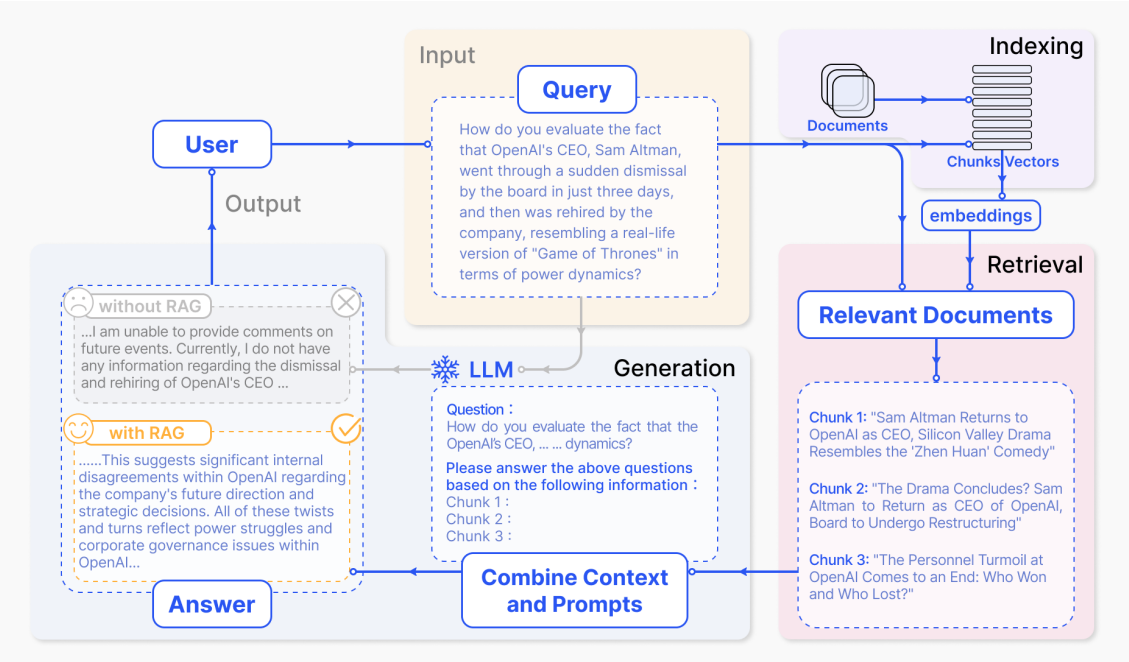 Input
Query
How do you evaluate the fact
that OpenAI's CEO, Sam Altman,
went through a sudden dismissal
by the board in just three days,
and then was rehired by the
company, resembling a real-life
version of "Game of Thrones" in
terms of power dynamics?
Indexing
Documents
Chunks
Vectors
embeddings
User
Output
Retrieval
Relevant Documents
Chunk 1: "Sam Altman Returns to
OpenAI as CEO, Silicon Valley Drama
Resembles the 'Zhen Huan' Comedy"
Chunk 2: "The Drama Concludes? Sam
Altman to Return as CEO of OpenAI,
Board to Undergo Restructuring"
Chunk 3: "The Personnel Turmoil at
OpenAI Comes to an End: Who Won
and Who Lost?"
LLM
Generation
Question：
How do you evaluate the fact that the
OpenAI's CEO, ... ... dynamics?
Please answer the above questions
based on the following information：
Chunk 1 :
Chunk 2 :
Chunk 3 :
Combine Context
and Prompts
without RAG
...I am unable to provide comments on
future events. Currently, I do not have
any information regarding the dismissal
and rehiring of OpenAI's CEO ...
with RAG
......This suggests significant internal
disagreements within OpenAI regarding
the company's future direction and
strategic decisions. All of these twists
and turns reflect power struggles and
corporate governance issues within
OpenAI...
Answer